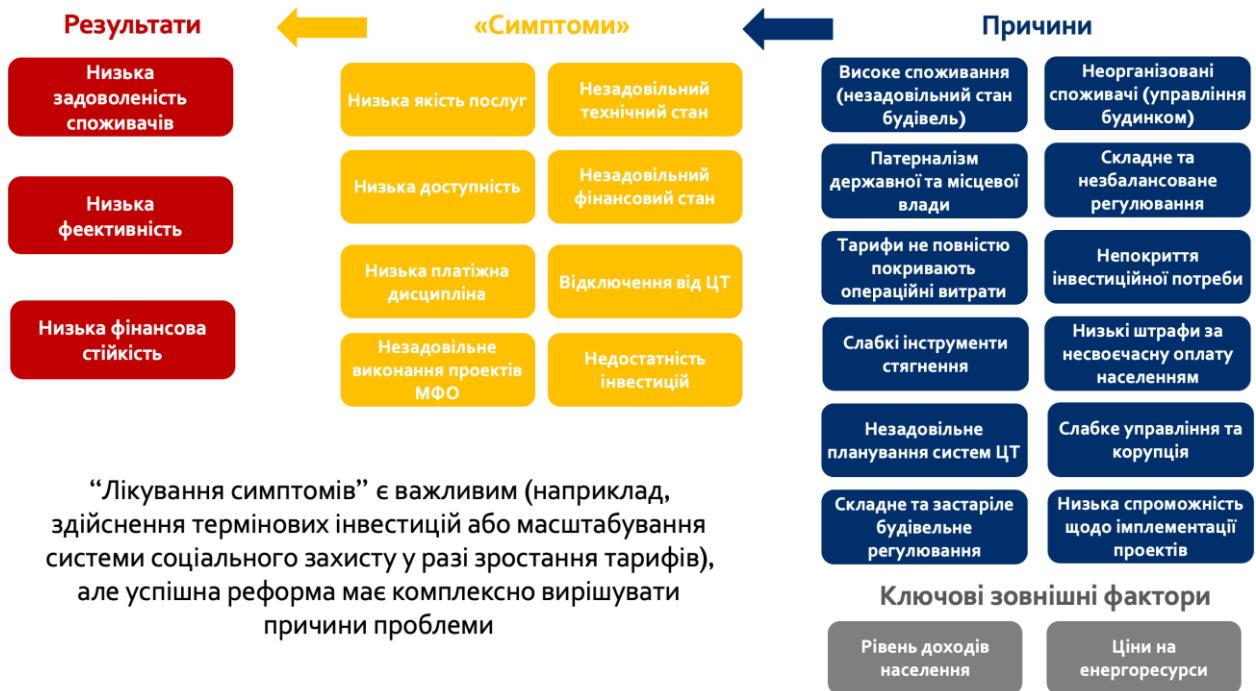 Результати
«Симптоми»
Причини
Низька
задоволеність
споживачів
Низька
феективність
Низька фінансова
стійкість
Низька якість послуг
Незадовільний
технічний стан
Низька доступність
Незадовільний
фінансовий стан
Низька платіжна
дисципліна
Відключення від ЦТ
Незадовільне
виконання проектів
МФО
Недостатність
інвестицій
Високе споживання
(незадовільний стан
будівель)
Неорганізовані
споживачі (управління
будинком)
Патерналізм
державної та місцевої
влади
Складне та
незбалансоване
регулювання
Тарифи не повністю
покривають
операційні витрати
Непокриття
інвестиційної потреби
Слабкі інструменти
стягнення
Низькі штрафи за
несвоєчасну оплату
населенням
Незадовільне
планування систем ЦТ
Слабке управління та
корупція
Складне та застаріле
будівельне
регулювання
Низька спроможність
щодо імплементації
проектів
“Лікування симптомів” є важливим (наприклад,
здійснення термінових інвестицій або масштабування
системи соціального захисту у разі зростання тарифів),
але успішна реформа має комплексно вирішувати
причини проблеми
Ключові зовнішні фактори
Рівень доходів
населення
Ціни на
енергоресурси